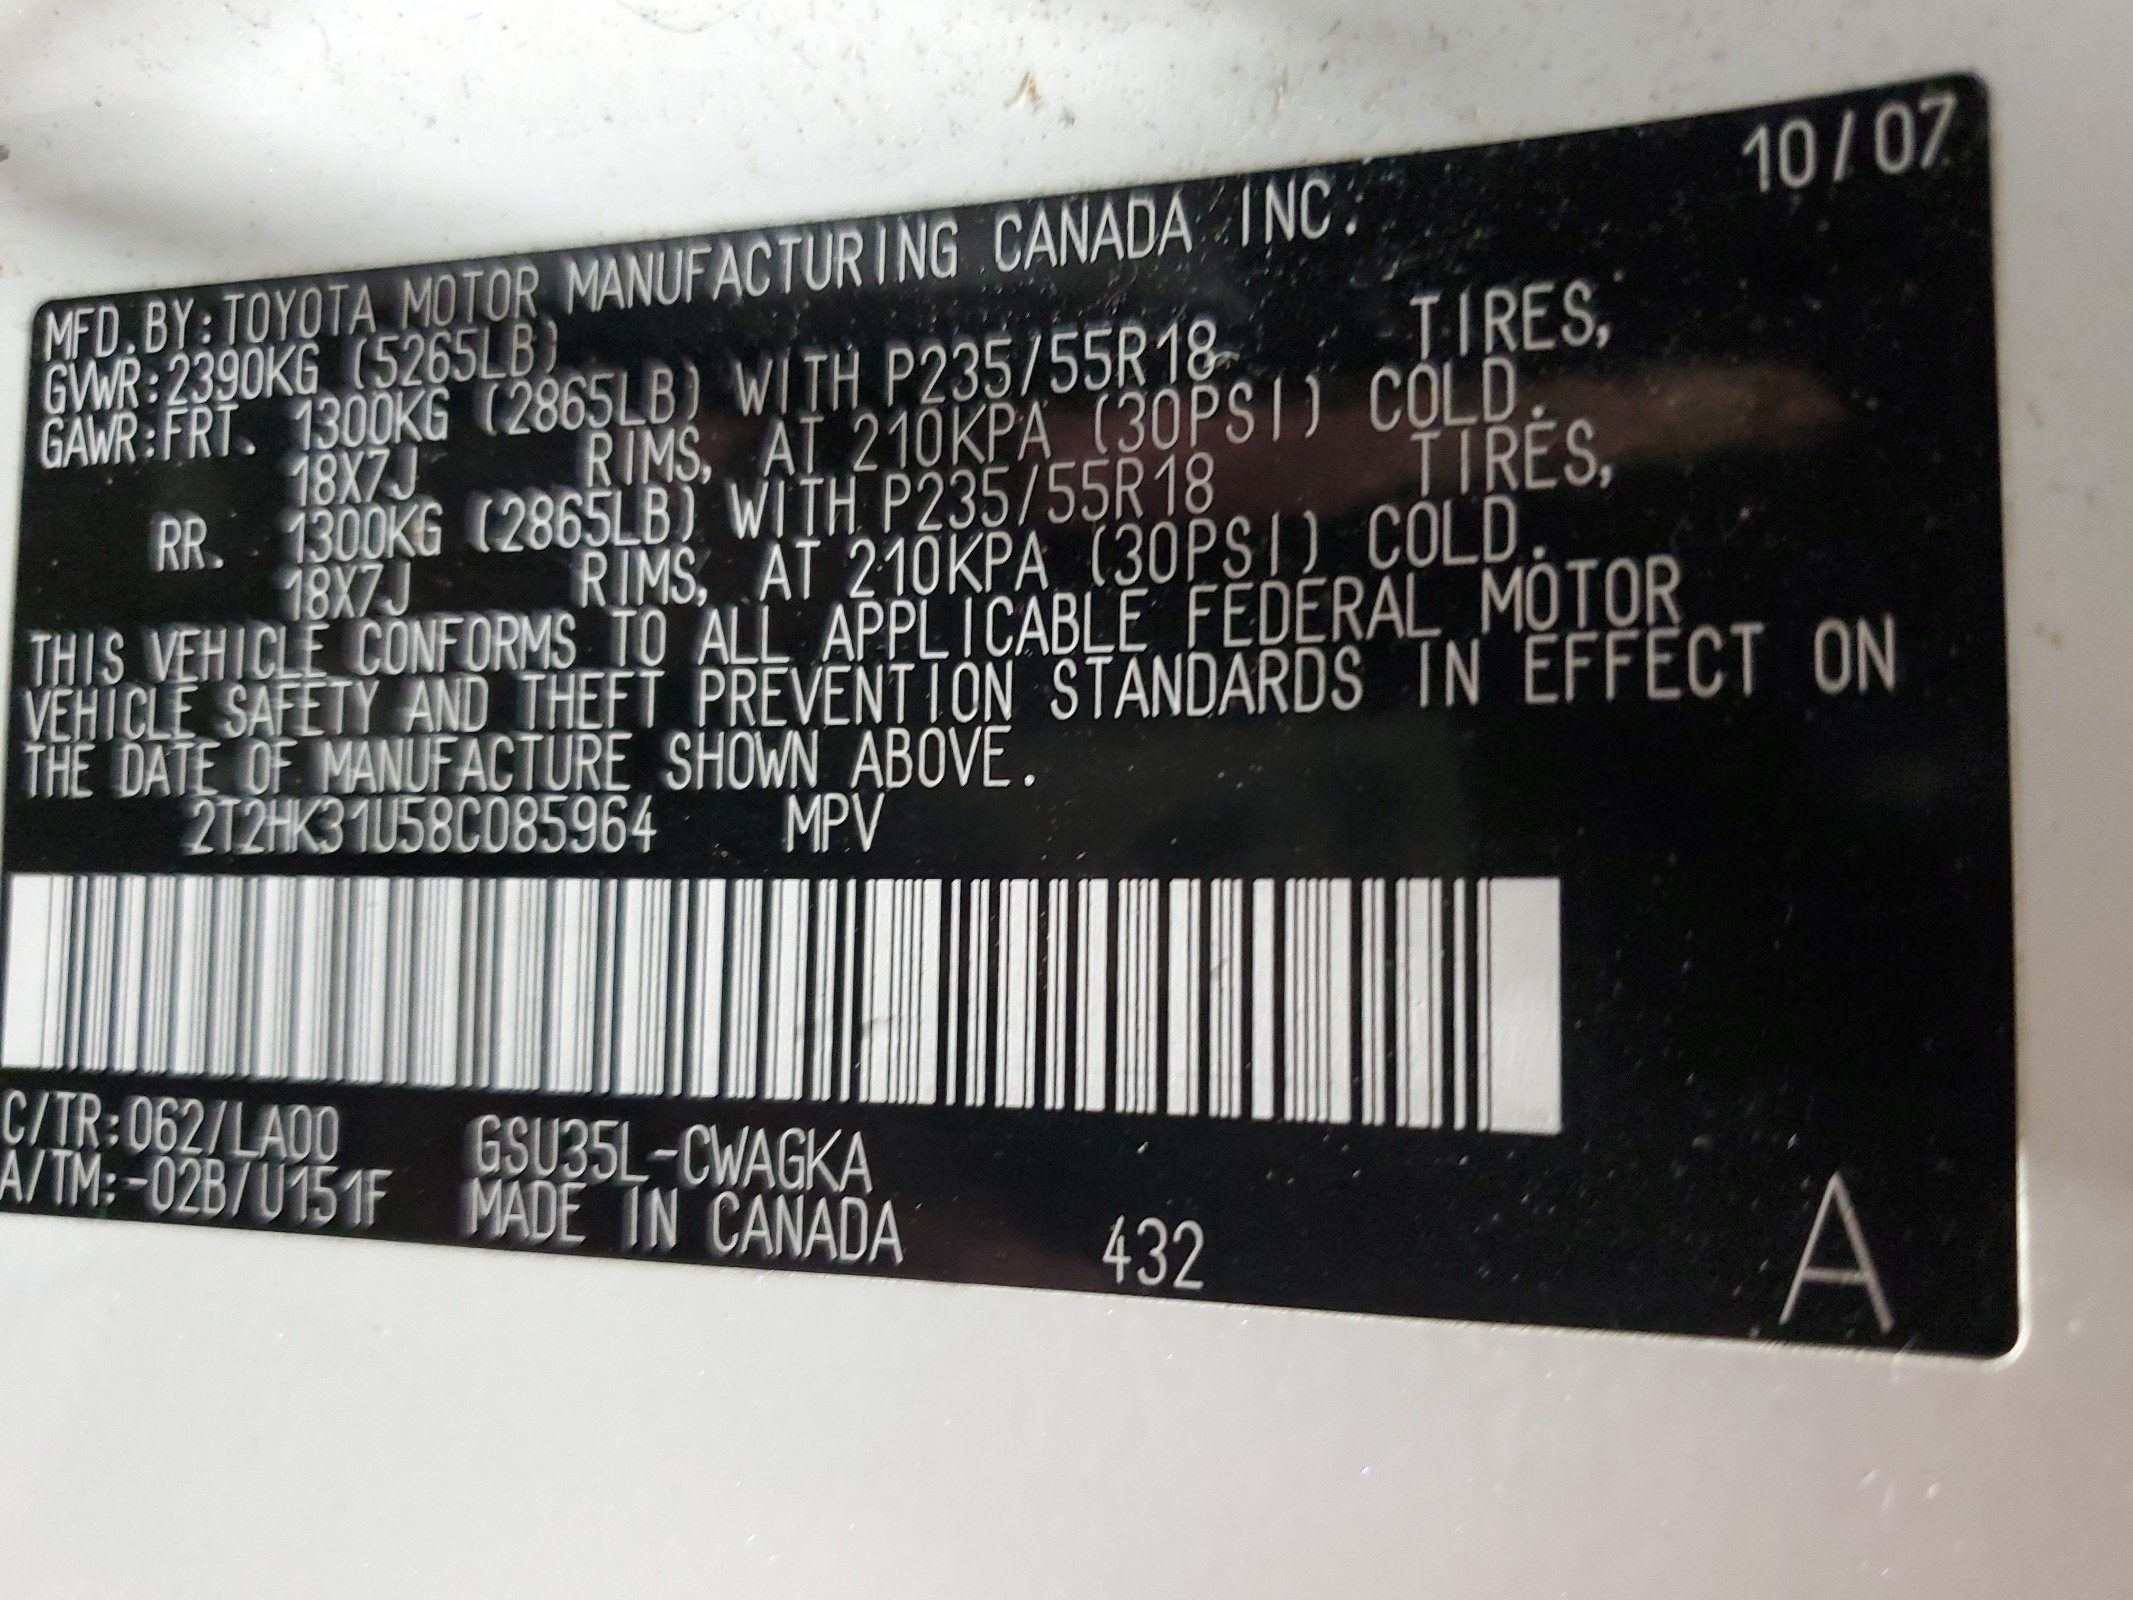 10/07
MFD.BY:TOYOTA MOTOR MANUFACTURING CANADA INC.
GVWR:2390KG (5265LB)
GAWR:FRT. 1300KG (2865LB) WITH P235/55R18 TIRES,
18X7J RIMS, AT 210KPA (30PSI) COLD.
RR. 1300KG (2865LB) WITH P235/55R18 TIRES,
18X7J RIMS, AT 210KPA (30PSI) COLD.
THIS VEHICLE CONFORMS TO ALL APPLICABLE FEDERAL MOTOR
VEHICLE SAFETY AND THEFT PREVENTION STANDARDS IN EFFECT ON
THE DATE OF MANUFACTURE SHOWN ABOVE.
2T2HK31U58C085964 MPV
C/TR:062/LA00 GSU35L-CWAGKA
A/TM:-02B/U151F MADE IN CANADA 432 A